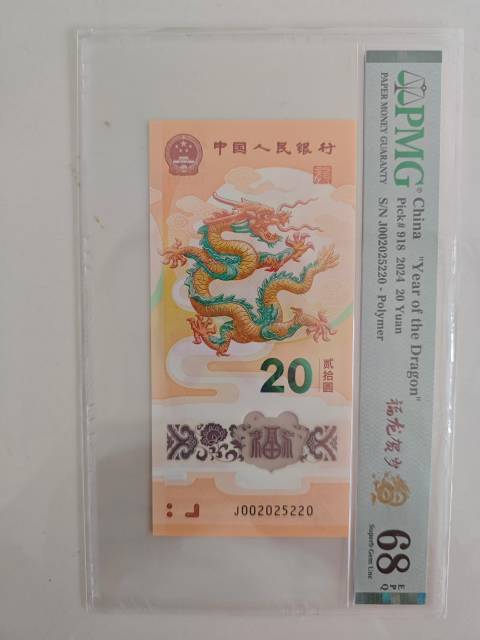 中国人民银行
20
贰拾圆
福
J002025220
PMG®
PAPER MONEY GUARANTY
China "Year of the Dragon"
Pick# 918 2024 20 Yuan
S/N J002025220 - Polymer
福龙贺岁
68
EPQ
Superb Gem Unc